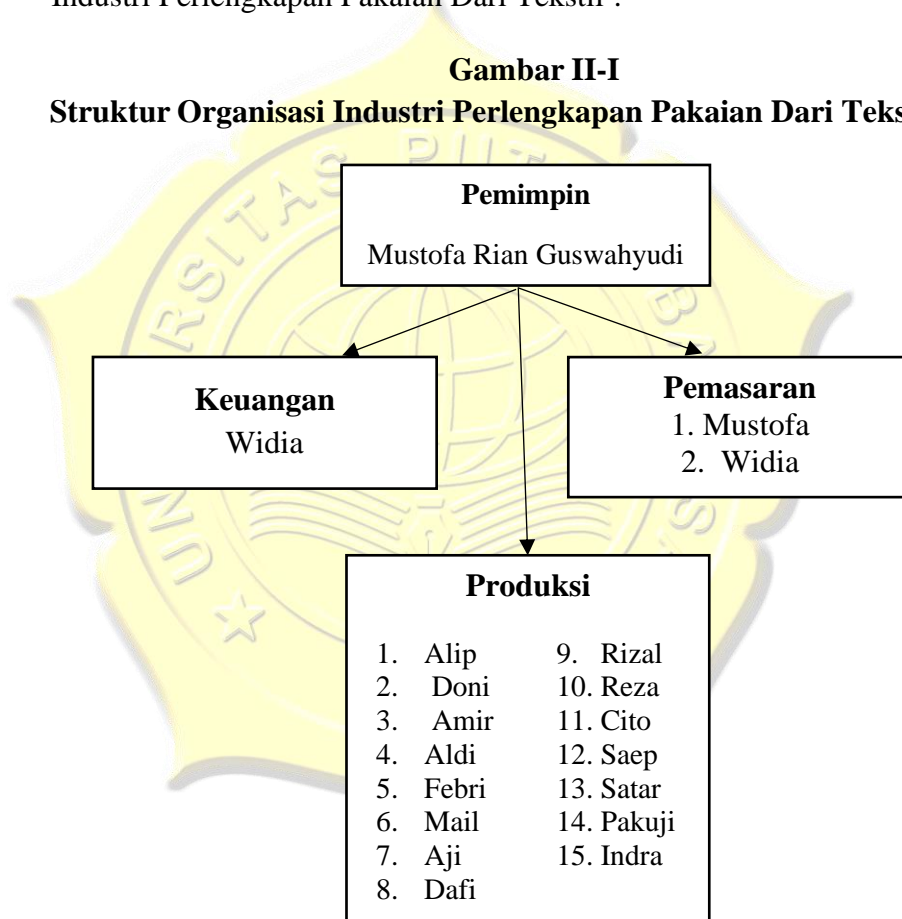 Industri Perlengkapan Pakaian Dari Tekstil :
Gambar II-I
Struktur Organisasi Industri Perlengkapan Pakaian Dari Teks
Pemimpin
Mustofa Rian Guswahyudi
Keuangan
Widia
Pemasaran
1. Mustofa
2. Widia
Produksi
1. Alip
2. Doni
3. Amir
4. Aldi
5. Febri
6. Mail
7. Aji
8. Dafi
9. Rizal
10. Reza
11. Cito
12. Saep
13. Satar
14. Pakuji
15. Indra